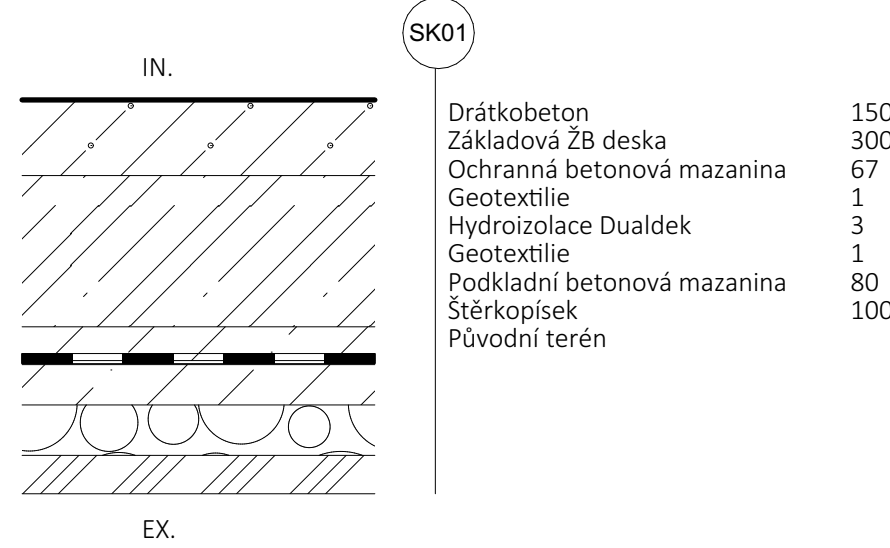 SK01
IN.
Drátkobeton 150
Základová ŽB deska 300
Ochranná betonová mazanina 67
Geotextilie 1
Hydroizolace Dualdek 3
Geotextilie 1
Podkladní betonová mazanina 80
Štěrkopísek 100
Původní terén
EX.